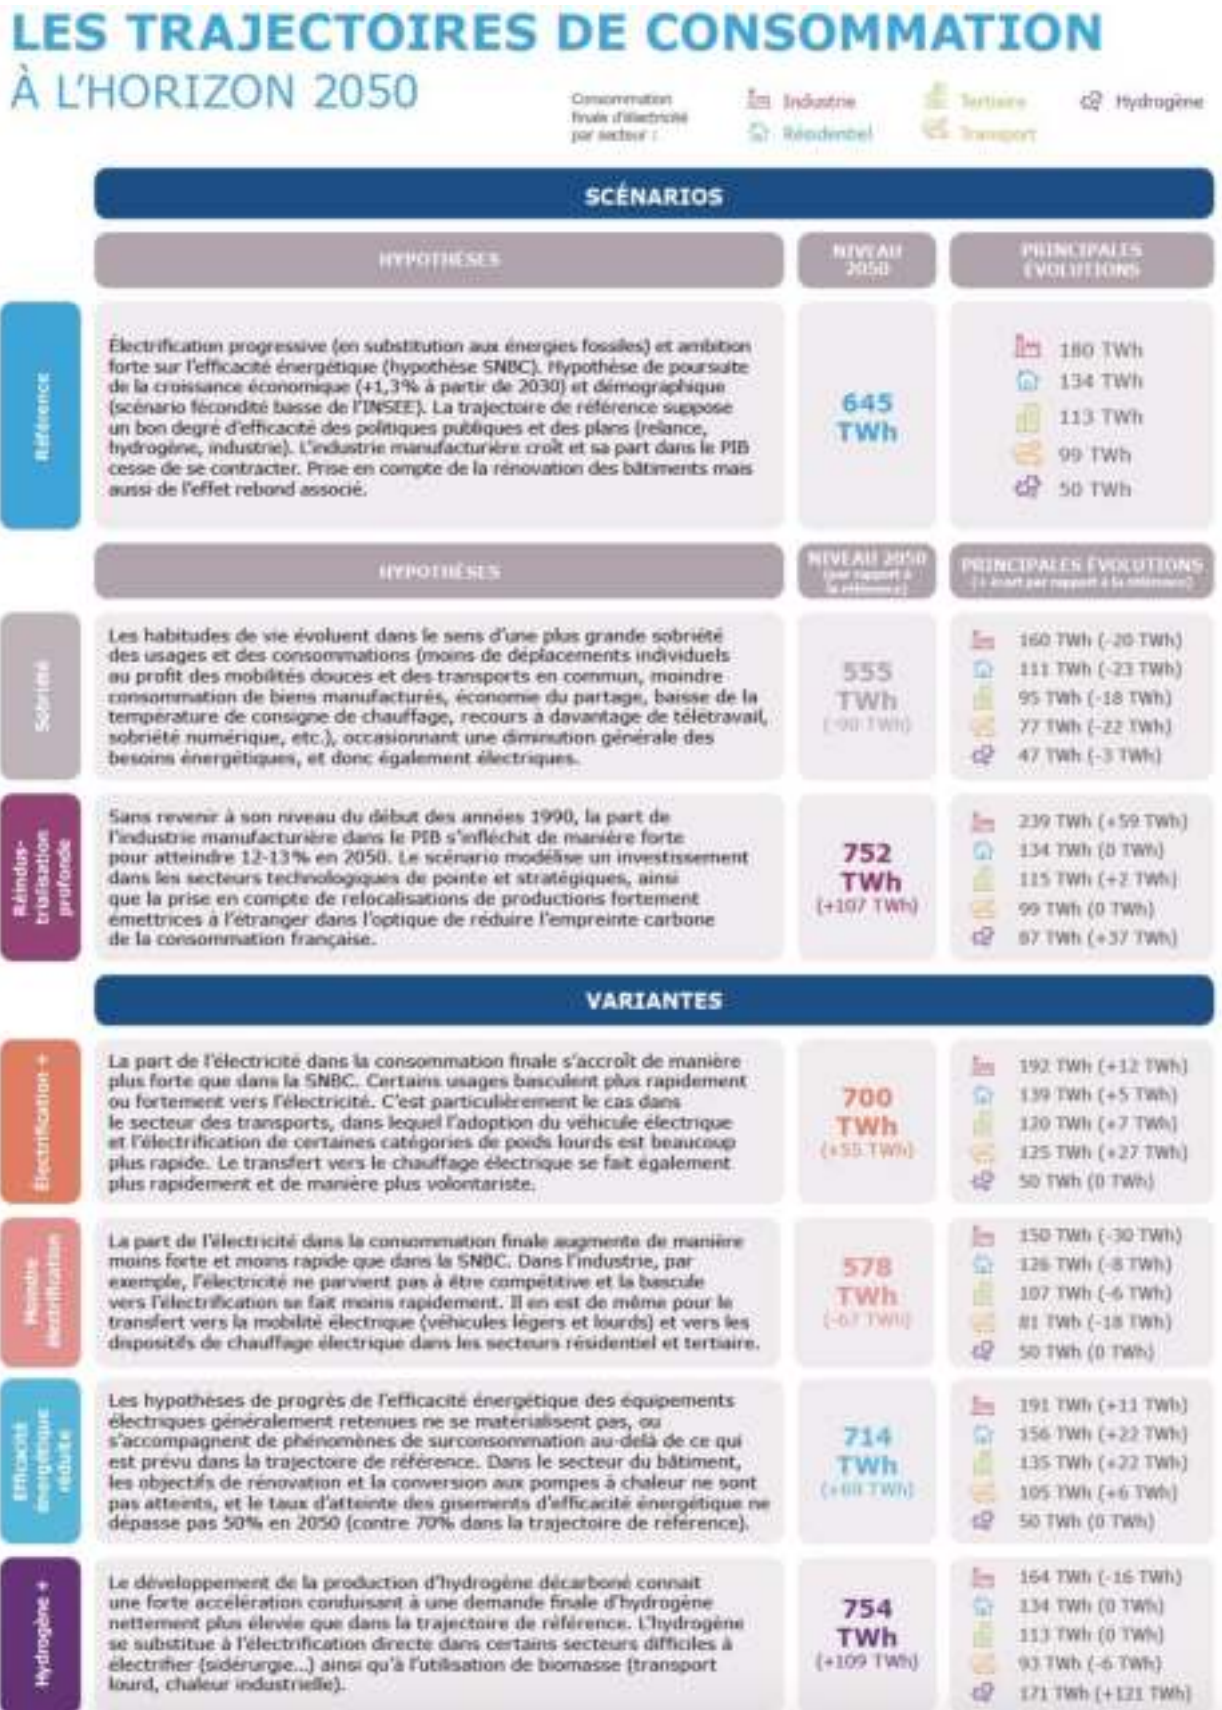 LES TRAJECTOIRES DE CONSOMMATION
À L'HORIZON 2050
Consommation
finale d'électricité
par secteur :
Industrie
Tertiaire
Hydrogène
Résidentiel
Transport
SCÉNARIOS
HYPOTHÈSES
NIVEAU
2050
PRINCIPALES
ÉVOLUTIONS
Référence
Électrification progressive (en substitution aux énergies fossiles) et ambition
forte sur l'efficacité énergétique (hypothèse SNBC). Hypothèse de poursuite
de la croissance économique (+1,3% à partir de 2030) et démographique
(scénario fécondité basse de l'INSEE). La trajectoire de référence suppose
un bon degré d'efficacité des politiques publiques et des plans (relance,
hydrogène, industrie). L'industrie manufacturière croît et sa part dans le PIB
cesse de se contracter. Prise en compte de la rénovation des bâtiments mais
aussi de l'effet rebond associé.
645
TWh
180 TWh
134 TWh
113 TWh
99 TWh
50 TWh
HYPOTHÈSES
NIVEAU 2050
(par rapport à
la référence)
PRINCIPALES ÉVOLUTIONS
(+ écart par rapport à la référence)
Sobriété
Les habitudes de vie évoluent dans le sens d'une plus grande sobriété
des usages et des consommations (moins de déplacements individuels
au profit des mobilités douces et des transports en commun, moindre
consommation de biens manufacturés, économie du partage, baisse de la
température de consigne de chauffage, recours à davantage de télétravail,
sobriété numérique, etc.), occasionnant une diminution générale des
besoins énergétiques, et donc également électriques.
555
TWh
(-90 TWh)
160 TWh (-20 TWh)
111 TWh (-23 TWh)
95 TWh (-18 TWh)
77 TWh (-22 TWh)
47 TWh (-3 TWh)
Réindus-
trialisation
profonde
Sans revenir à son niveau du début des années 1990, la part de
l'industrie manufacturière dans le PIB s'infléchit de manière forte
pour atteindre 12-13% en 2050. Le scénario modélise un investissement
dans les secteurs technologiques de pointe et stratégiques, ainsi
que la prise en compte de relocalisations de productions fortement
émettrices à l'étranger dans l'optique de réduire l'empreinte carbone
de la consommation française.
752
TWh
(+107 TWh)
239 TWh (+59 TWh)
134 TWh (0 TWh)
115 TWh (+2 TWh)
99 TWh (0 TWh)
87 TWh (+37 TWh)
VARIANTES
Électrification +
La part de l'électricité dans la consommation finale s'accroît de manière
plus forte que dans la SNBC. Certains usages basculent plus rapidement
ou fortement vers l'électricité. C'est particulièrement le cas dans
le secteur des transports, dans lequel l'adoption du véhicule électrique
et l'électrification de certaines catégories de poids lourds est beaucoup
plus rapide. Le transfert vers le chauffage électrique se fait également
plus rapidement et de manière plus volontariste.
700
TWh
(+55 TWh)
192 TWh (+12 TWh)
139 TWh (+5 TWh)
120 TWh (+7 TWh)
125 TWh (+27 TWh)
50 TWh (0 TWh)
Moindre
électrification
La part de l'électricité dans la consommation finale augmente de manière
moins forte et moins rapide que dans la SNBC. Dans l'industrie, par
exemple, l'électricité ne parvient pas à être compétitive et la bascule
vers l'électrification se fait moins rapidement. Il en est de même pour le
transfert vers la mobilité électrique (véhicules légers et lourds) et vers les
dispositifs de chauffage électrique dans les secteurs résidentiel et tertiaire.
578
TWh
(-67 TWh)
150 TWh (-30 TWh)
126 TWh (-8 TWh)
107 TWh (-6 TWh)
81 TWh (-18 TWh)
50 TWh (0 TWh)
Efficacité
énergétique
réduite
Les hypothèses de progrès de l'efficacité énergétique des équipements
électriques généralement retenues ne se matérialisent pas, ou
s'accompagnent de phénomènes de surconsommation au-delà de ce qui
est prévu dans la trajectoire de référence. Dans le secteur du bâtiment,
les objectifs de rénovation et la conversion aux pompes à chaleur ne sont
pas atteints, et le taux d'atteinte des gisements d'efficacité énergétique ne
dépasse pas 50% en 2050 (contre 70% dans la trajectoire de référence).
714
TWh
191 TWh (+11 TWh)
156 TWh (+22 TWh)
135 TWh (+22 TWh)
105 TWh (+6 TWh)
50 TWh (0 TWh)
Hydrogène +
Le développement de la production d'hydrogène décarboné connait
une forte accélération conduisant à une demande finale d'hydrogène
nettement plus élevée que dans la trajectoire de référence. L'hydrogène
se substitue à l'électrification directe dans certains secteurs difficiles à
électrifier (sidérurgie...) ainsi qu'à l'utilisation de biomasse (transport
lourd, chaleur industrielle).
754
TWh
(+109 TWh)
164 TWh (-16 TWh)
134 TWh (0 TWh)
113 TWh (0 TWh)
93 TWh (-6 TWh)
171 TWh (+121 TWh)